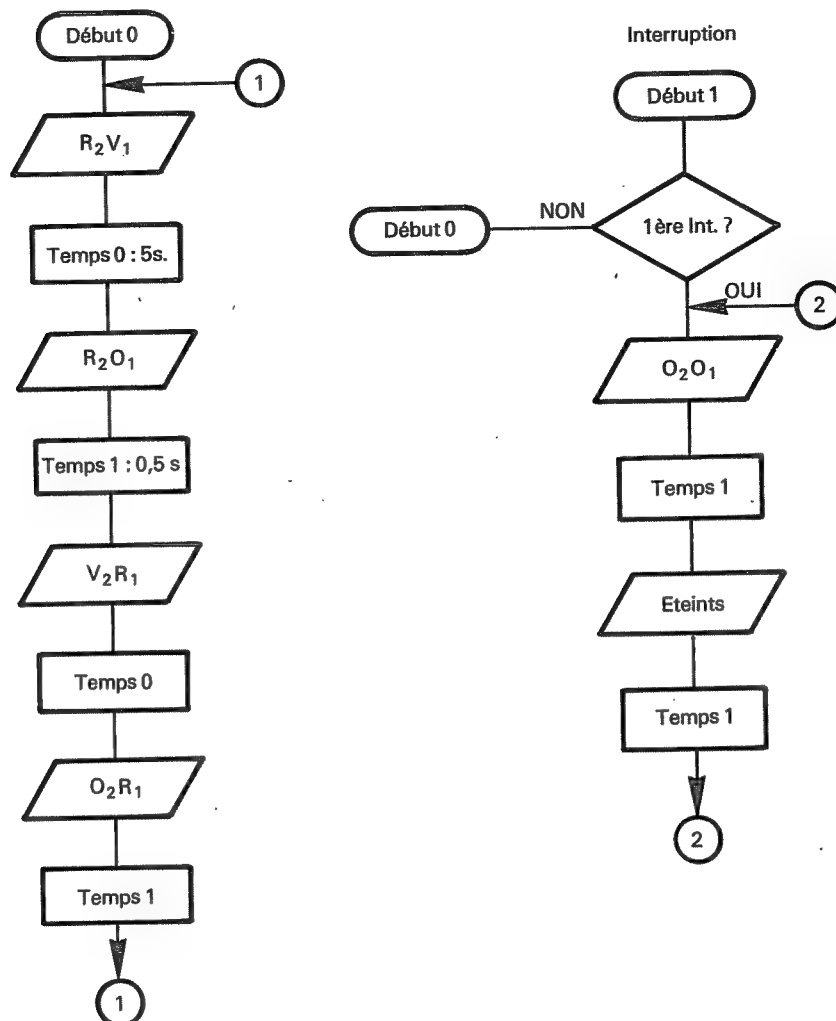 Début 0
1
R₂V₁
Temps 0 : 5s.
R₂O₁
Temps 1 : 0,5 s
V₂R₁
Temps 0
O₂R₁
Temps 1
1
Interruption
Début 1
1ère Int. ?
NON
Début 0
OUI
2
O₂O₁
Temps 1
Eteints
Temps 1
2